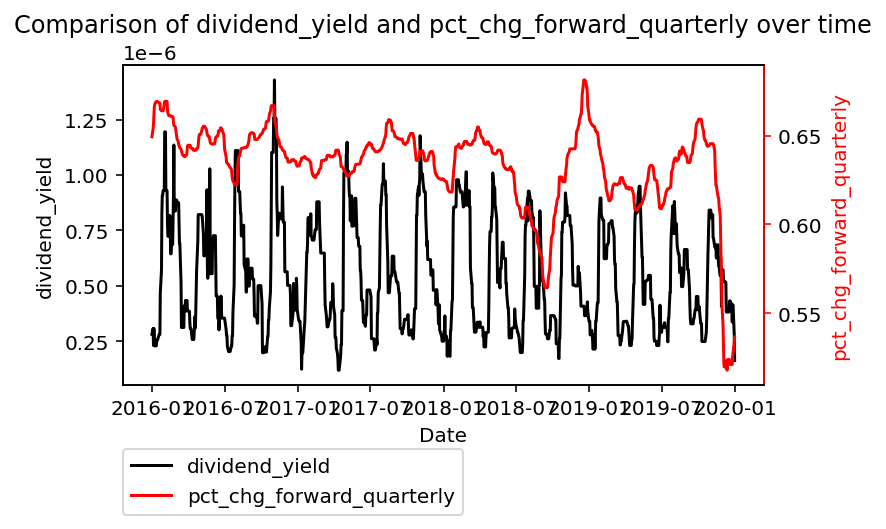 Comparison of dividend_yield and pct_chg_forward_quarterly over time
1e−6
1.25
1.00
0.75
0.50
0.25
dividend_yield
0.65
0.60
0.55
pct_chg_forward_quarterly
2016-01 2016-07 2017-01 2017-07 2018-01 2018-07 2019-01 2019-07 2020-01
Date
dividend_yield
pct_chg_forward_quarterly